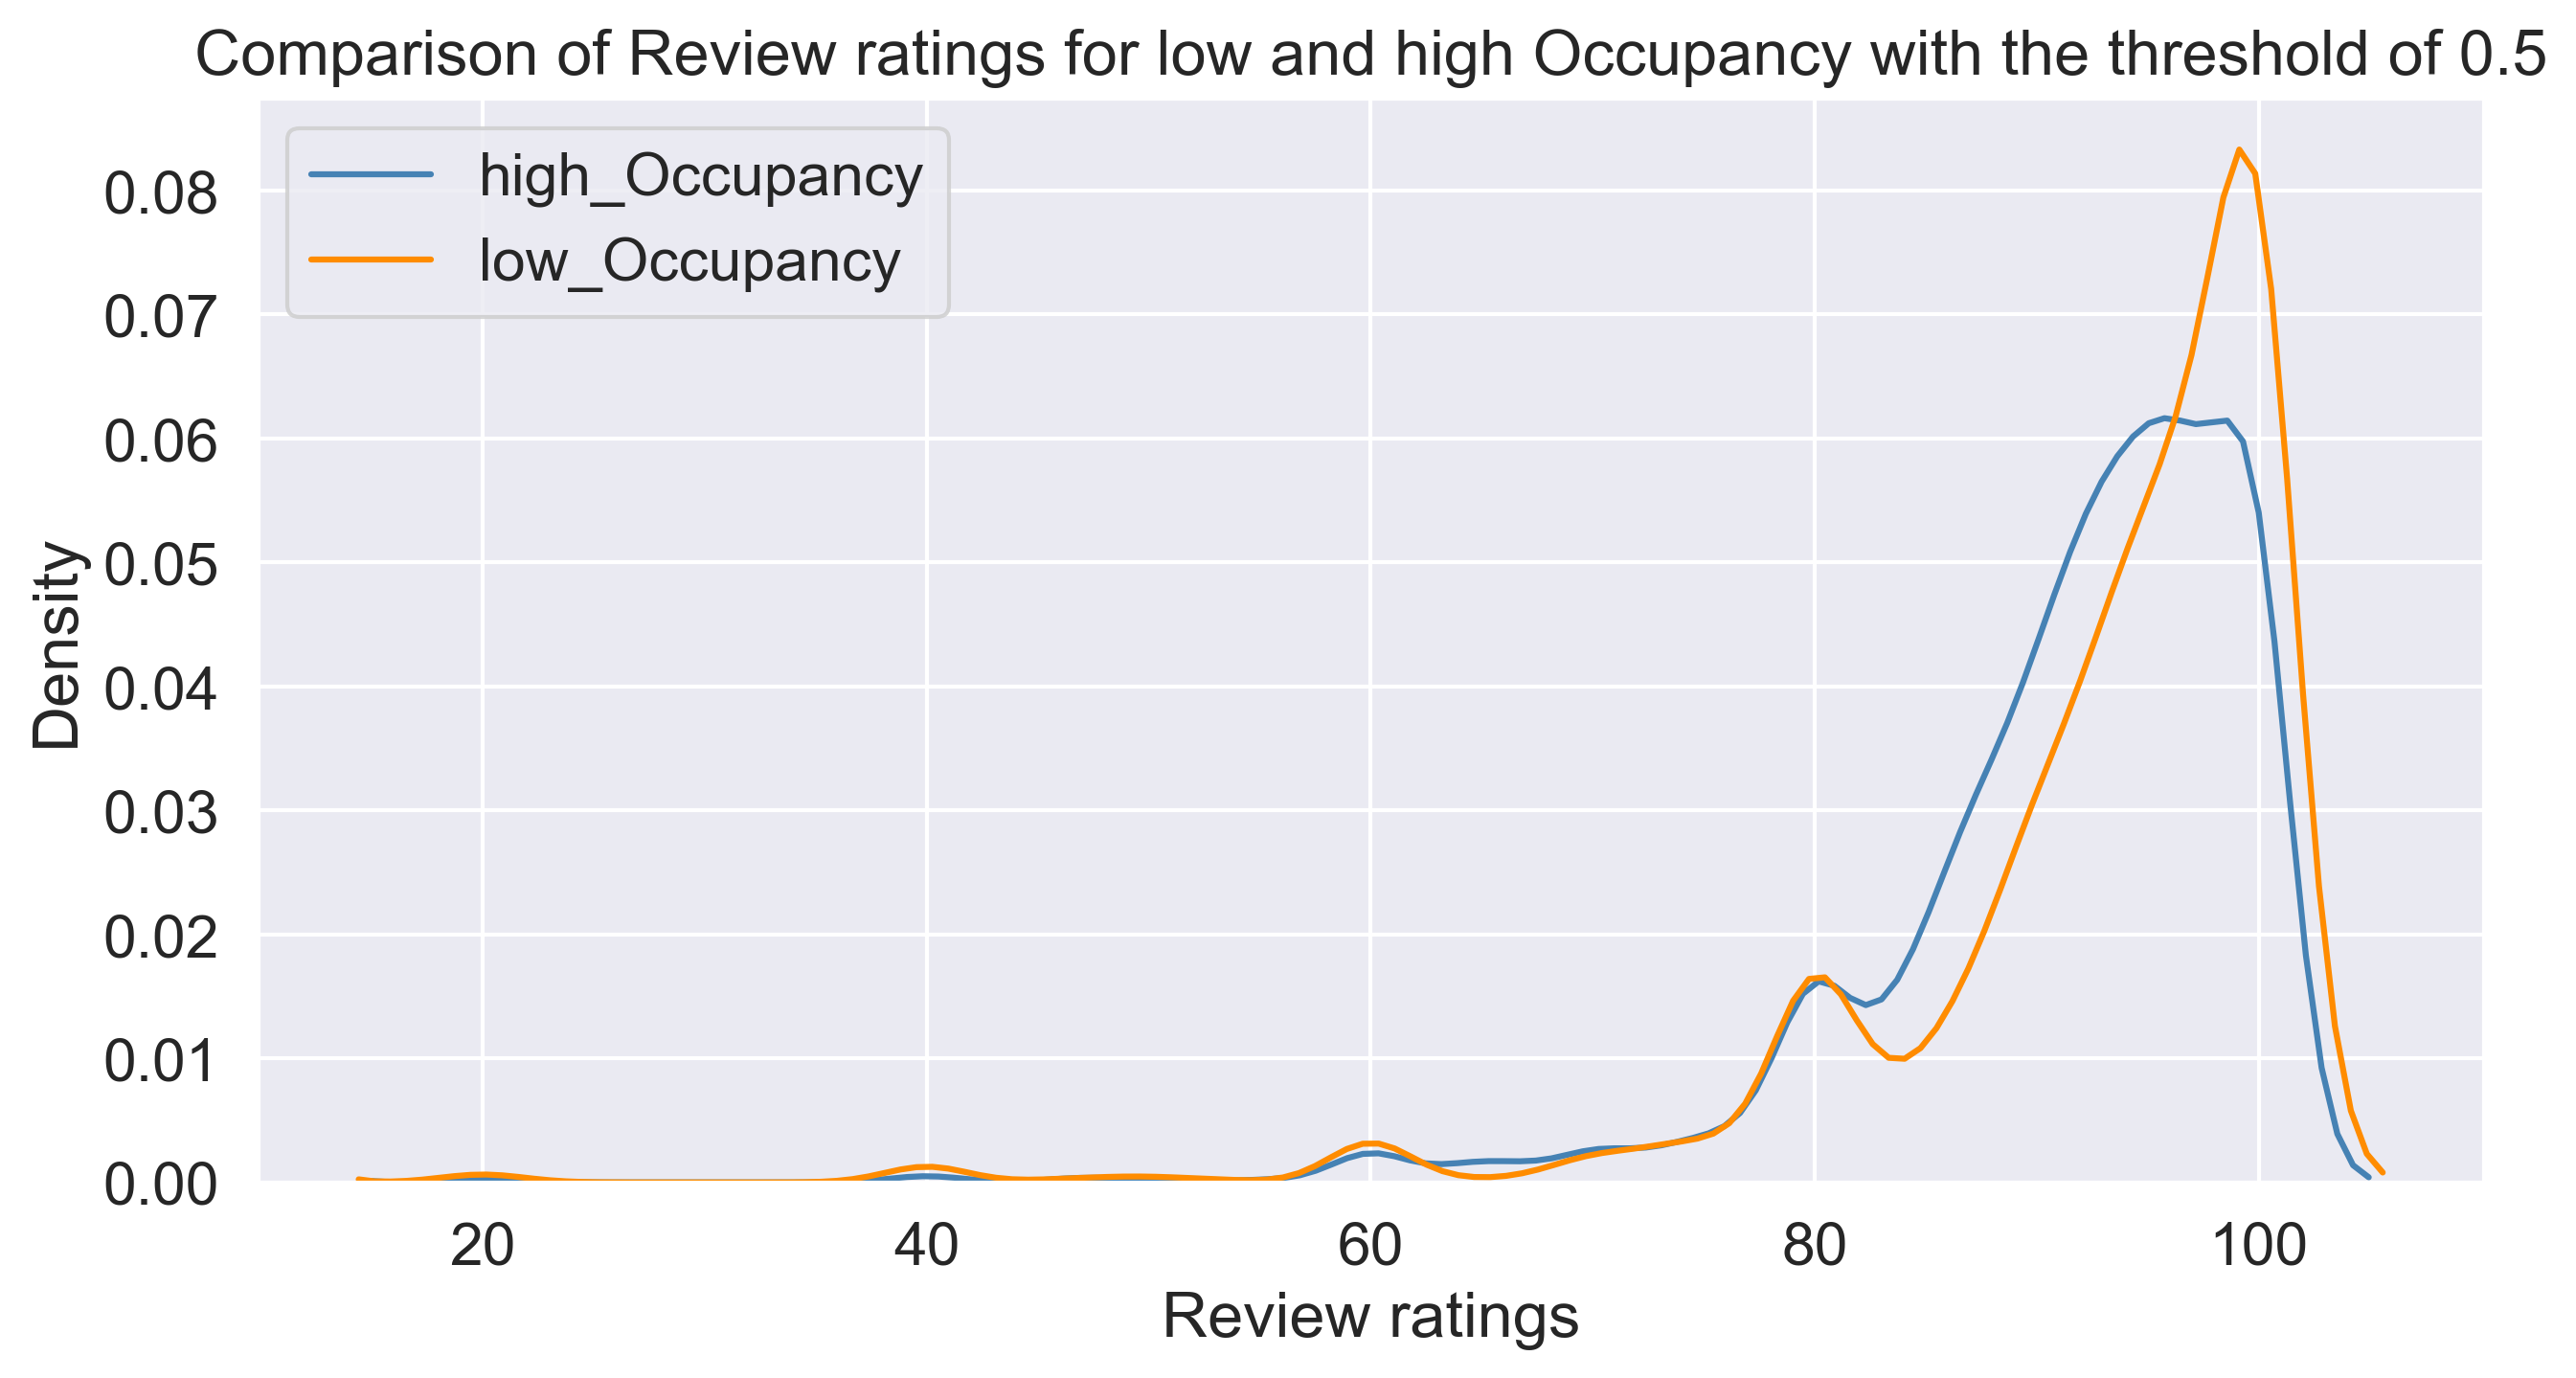 Comparison of Review ratings for low and high Occupancy with the threshold of 0.5
high_Occupancy
low_Occupancy
0.08
0.07
0.06
0.05
0.04
0.03
0.02
0.01
0.00
Density
20 40 60 80 100
Review ratings